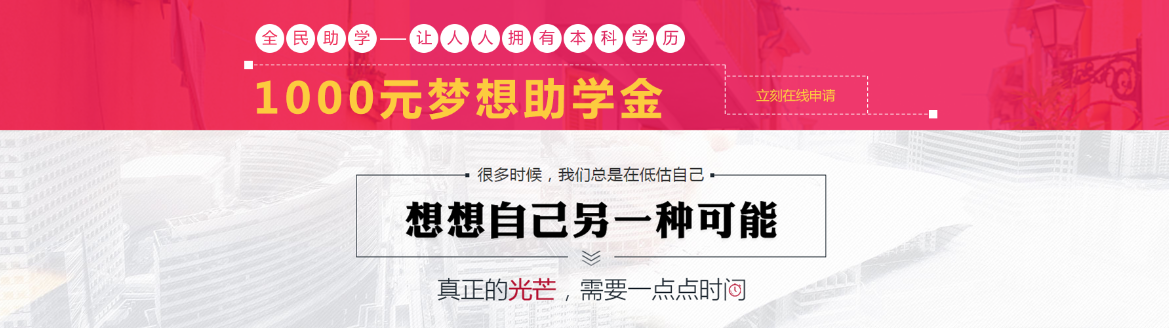 全民助学—让人人拥有本科学历
1000元梦想助学金
立刻在线申请
很多时候，我们总是在低估自己
想想自己另一种可能
真正的光芒，需要一点点时间